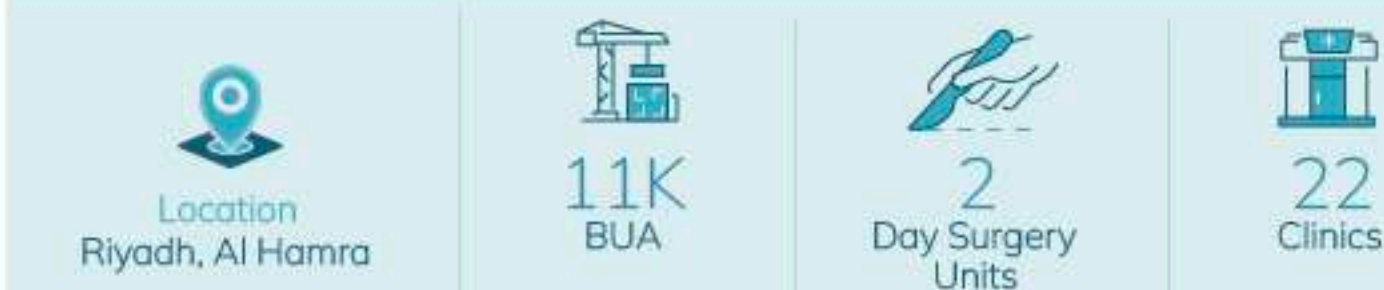 Location
Riyadh, Al Hamra
11K
BUA
2
Day Surgery
Units
22
Clinics